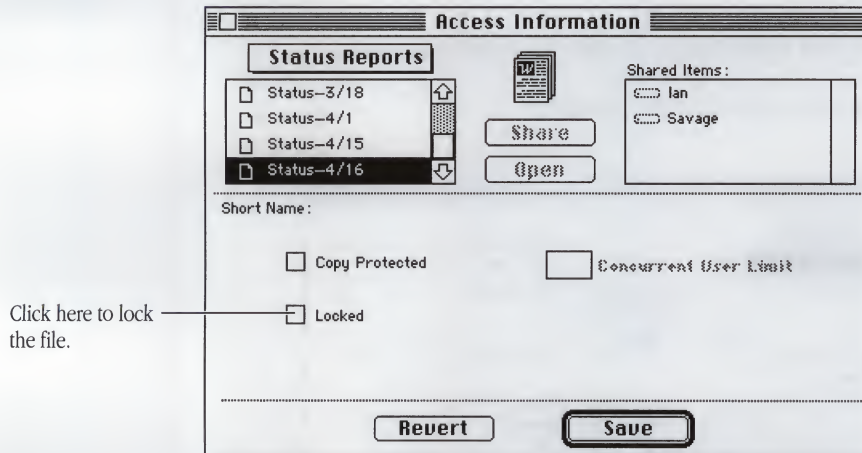 Access Information
Status Reports
Status–3/18
Status–4/1
Status–4/15
Status–4/16
Share
Open
Shared Items:
Ian
Savage
Short Name:
Copy Protected
Concurrent User Limit
Click here to lock
the file.
Locked
Revert
Save